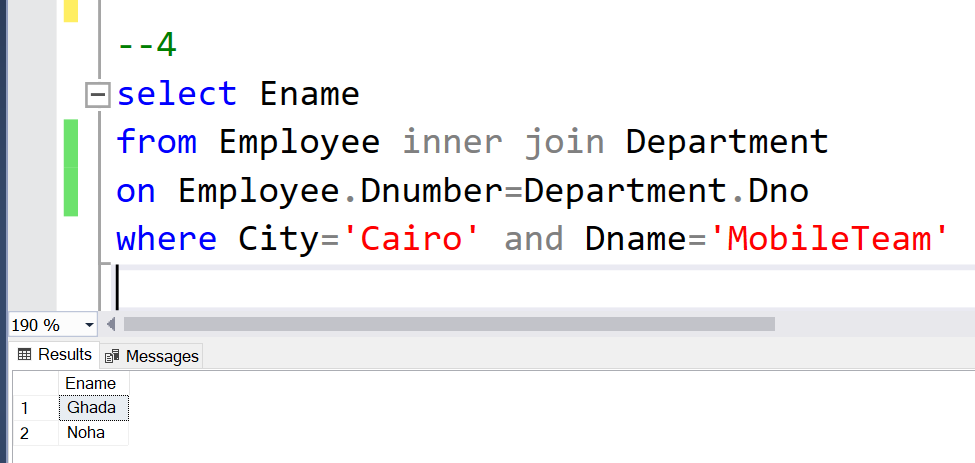 --4
select Ename
from Employee inner join Department
on Employee.Dnumber=Department.Dno
where City='Cairo' and Dname='MobileTeam'
190 %
Results Messages
Ename
1 Ghada
2 Noha